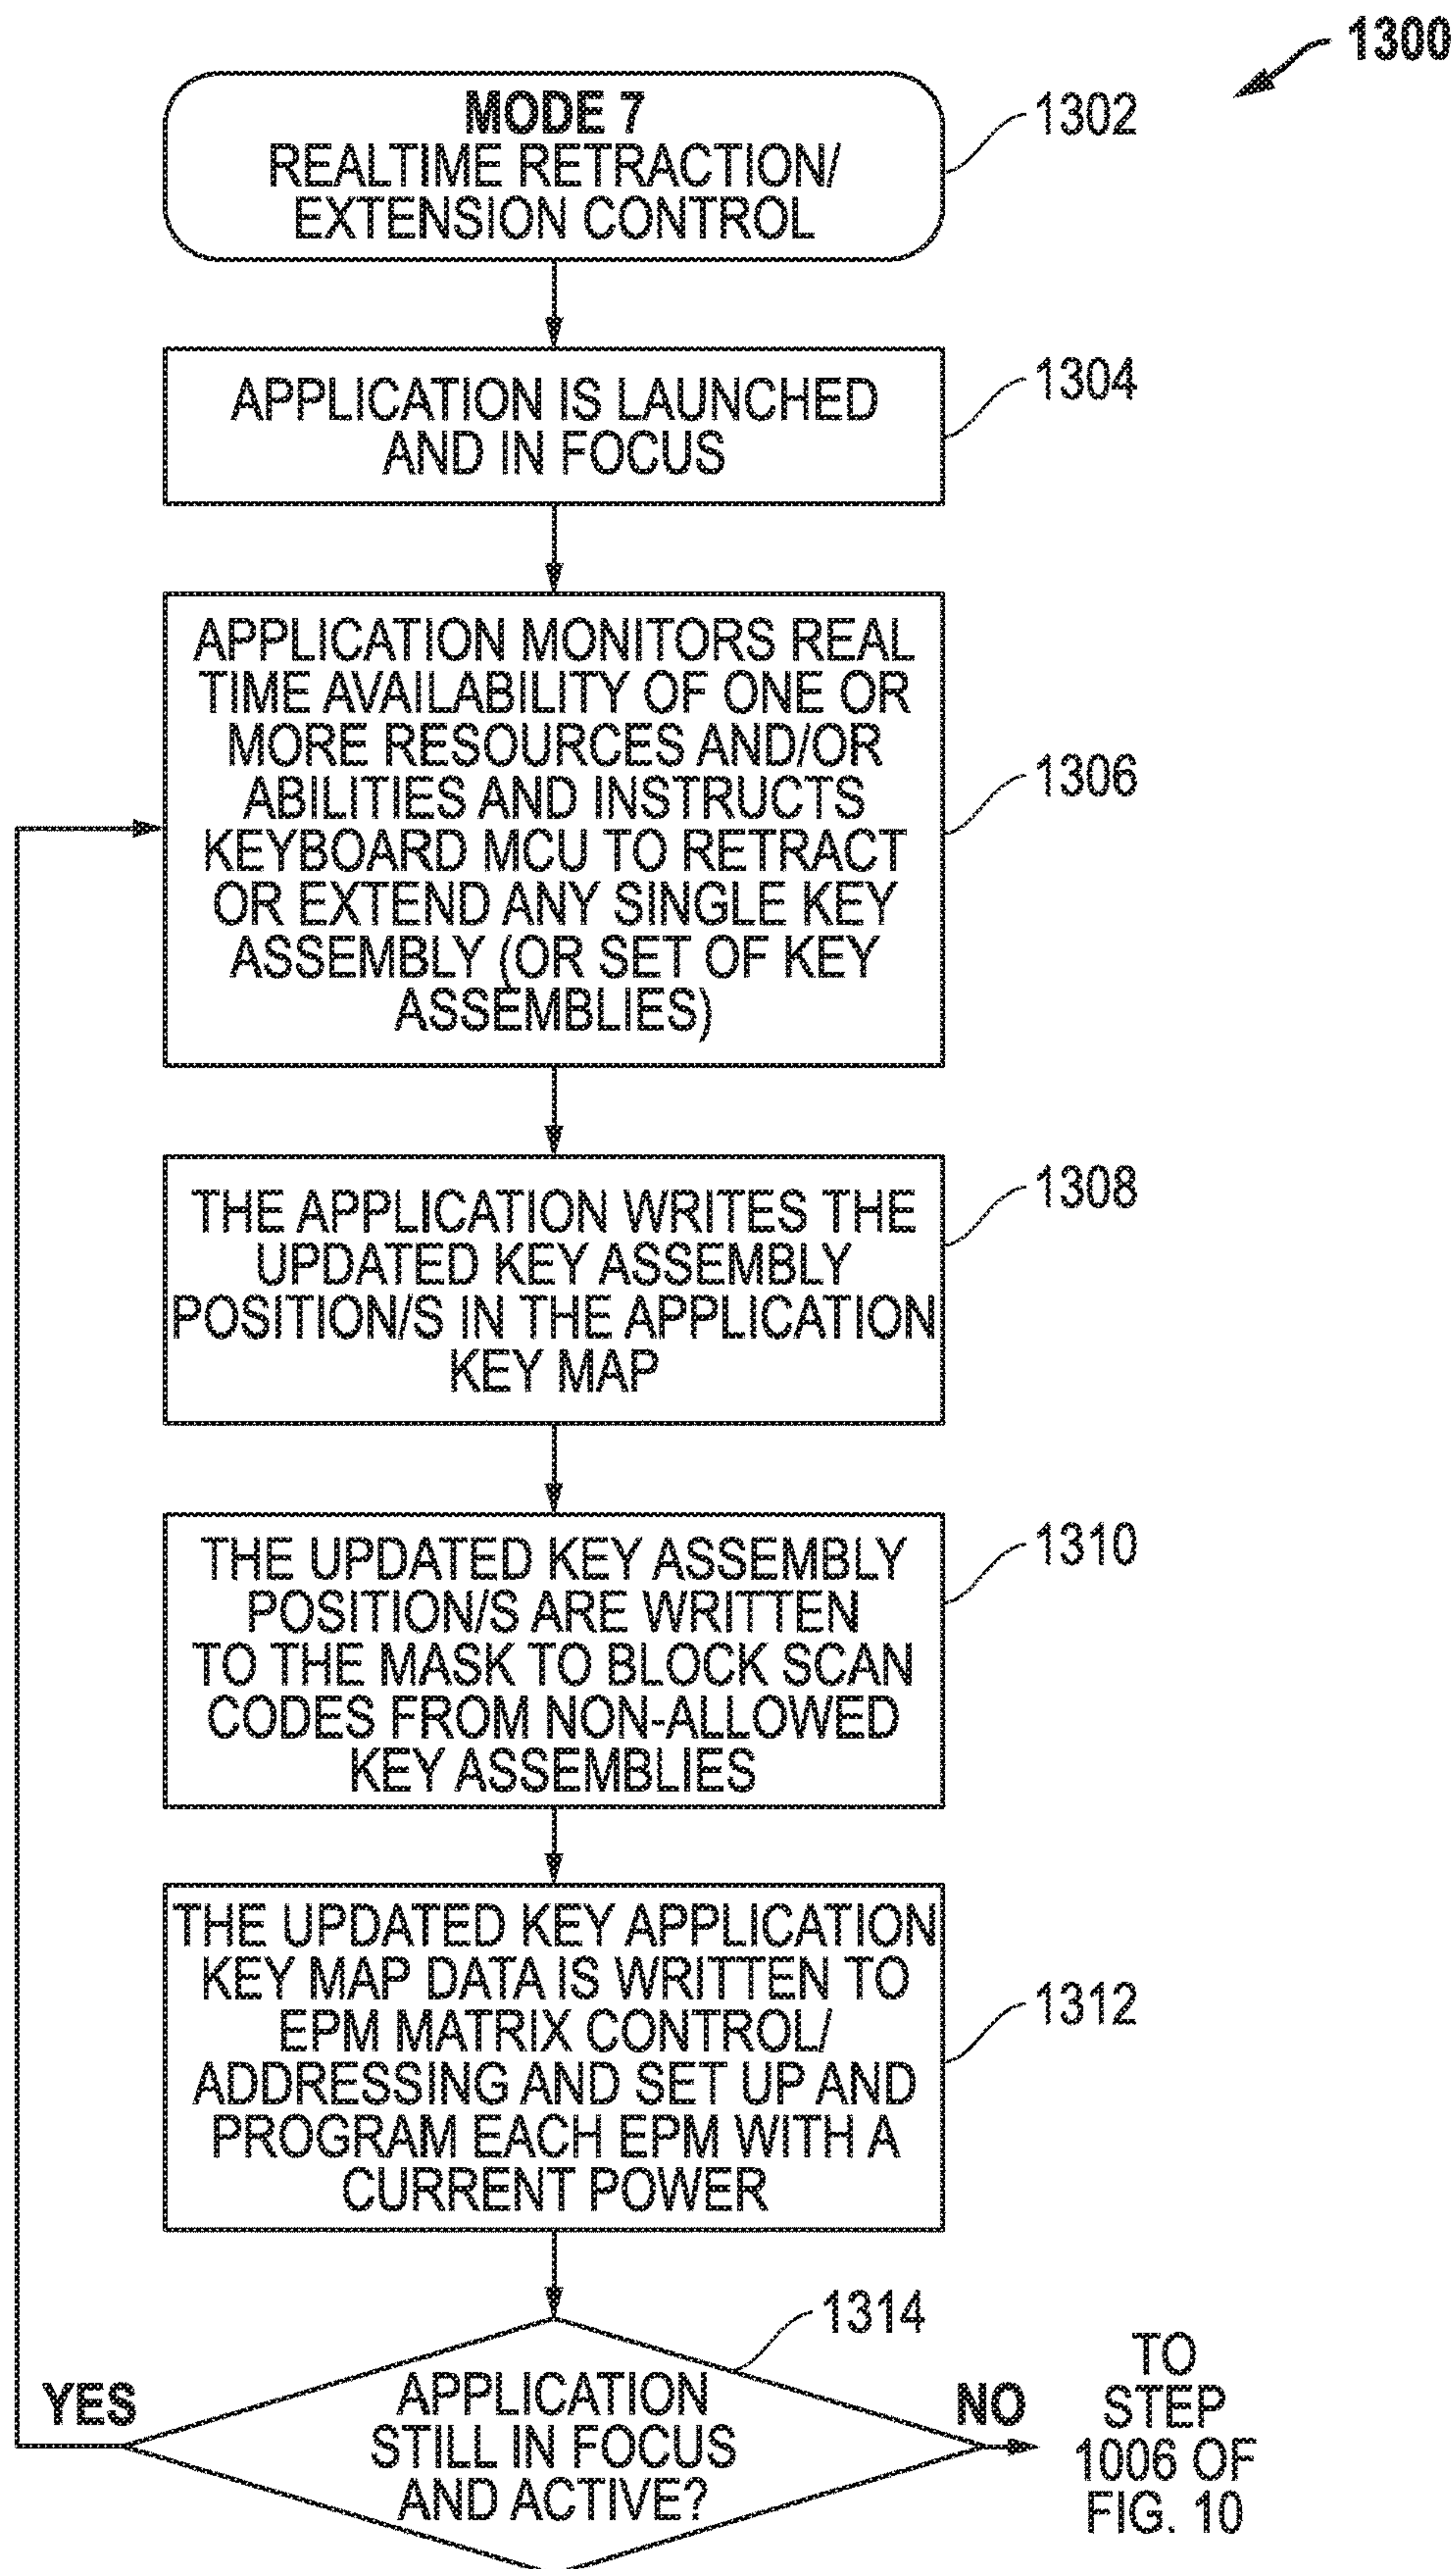 1300
MODE 7
REALTIME RETRACTION/
EXTENSION CONTROL
1302
APPLICATION IS LAUNCHED
AND IN FOCUS
1304
APPLICATION MONITORS REAL
TIME AVAILABILITY OF ONE OR
MORE RESOURCES AND/OR
ABILITIES AND INSTRUCTS
KEYBOARD MCU TO RETRACT
OR EXTEND ANY SINGLE KEY
ASSEMBLY (OR SET OF KEY
ASSEMBLIES)
1306
THE APPLICATION WRITES THE
UPDATED KEY ASSEMBLY
POSITION/S IN THE APPLICATION
KEY MAP
1308
THE UPDATED KEY ASSEMBLY
POSITION/S ARE WRITTEN
TO THE MASK TO BLOCK SCAN
CODES FROM NON-ALLOWED
KEY ASSEMBLIES
1310
THE UPDATED KEY APPLICATION
KEY MAP DATA IS WRITTEN TO
EPM MATRIX CONTROL/
ADDRESSING AND SET UP AND
PROGRAM EACH EPM WITH A
CURRENT POWER
1312
1314
APPLICATION
STILL IN FOCUS
AND ACTIVE?
YES
NO
TO
STEP
1006 OF
FIG. 10